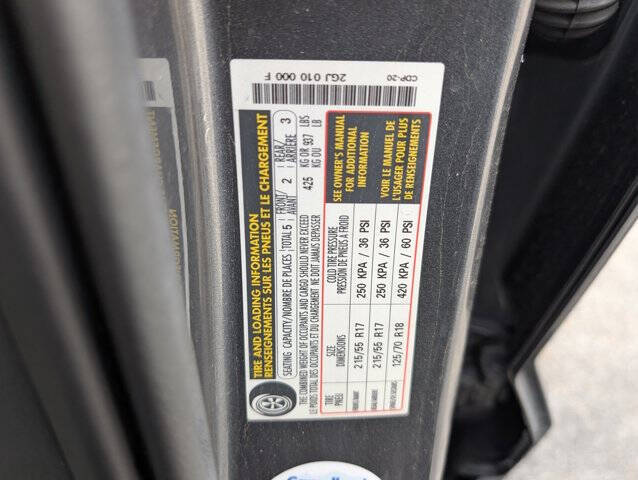 TIRE AND LOADING INFORMATION
RENSEIGNEMENTS SUR LES PNEUS ET LE CHARGEMENT
SEATING CAPACITY/NOMBRE DE PLACES TOTAL 5 FRONT/AVANT 2 REAR/ARRIÈRE 3
THE COMBINED WEIGHT OF OCCUPANTS AND CARGO SHOULD NEVER EXCEED 425 KG OR 937 LBS
LE POIDS TOTAL DES OCCUPANTS ET DU CHARGEMENT NE DOIT JAMAIS DEPASSER KG OU LB
TIRE
PNEU
SIZE
DIMENSIONS
COLD TIRE PRESSURE
PRESSION DE PNEUS À FROID
215/55 R17 250 KPA / 36 PSI
215/55 R17 250 KPA / 36 PSI
125/70 R18 420 KPA / 60 PSI
SEE OWNER'S MANUAL
FOR ADDITIONAL
INFORMATION
VOIR LE MANUEL DE
L'USAGER POUR PLUS
DE RENSEIGNEMENTS
2GJ 010 000 F